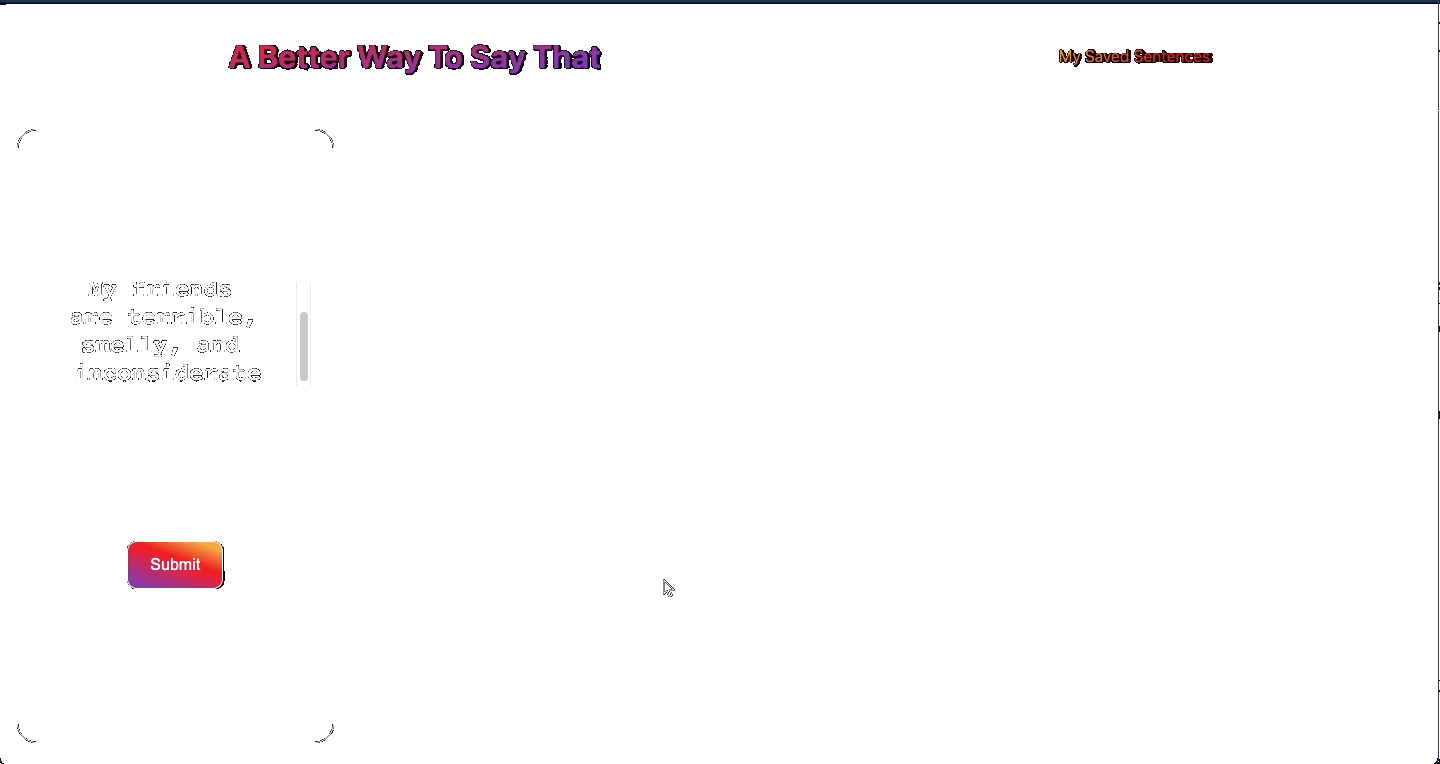 A Better Way To Say That
My Saved Sentences
My friends
are terrible,
smelly, and
inconsiderate
Submit